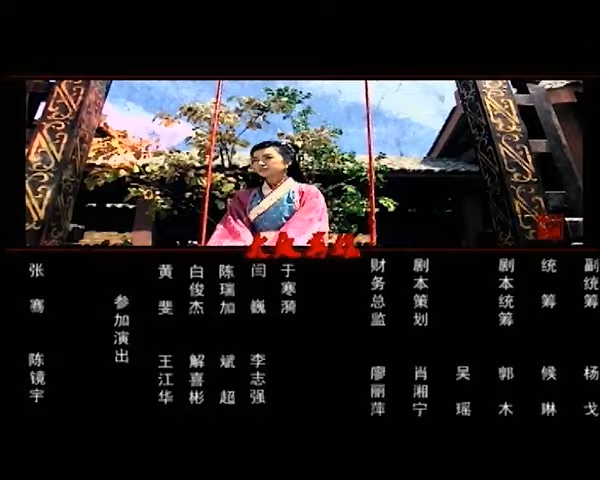 副统筹 杨戈
统筹 候琳
剧本统筹 郭木
吴瑶
剧本策划 肖湘宁
财务总监 廖丽萍
于寒漪
闫巍 李志强
陈瑞加 斌超
白俊杰 解喜彬
黄斐 王江华
参加演出
张骞 陈镜宇